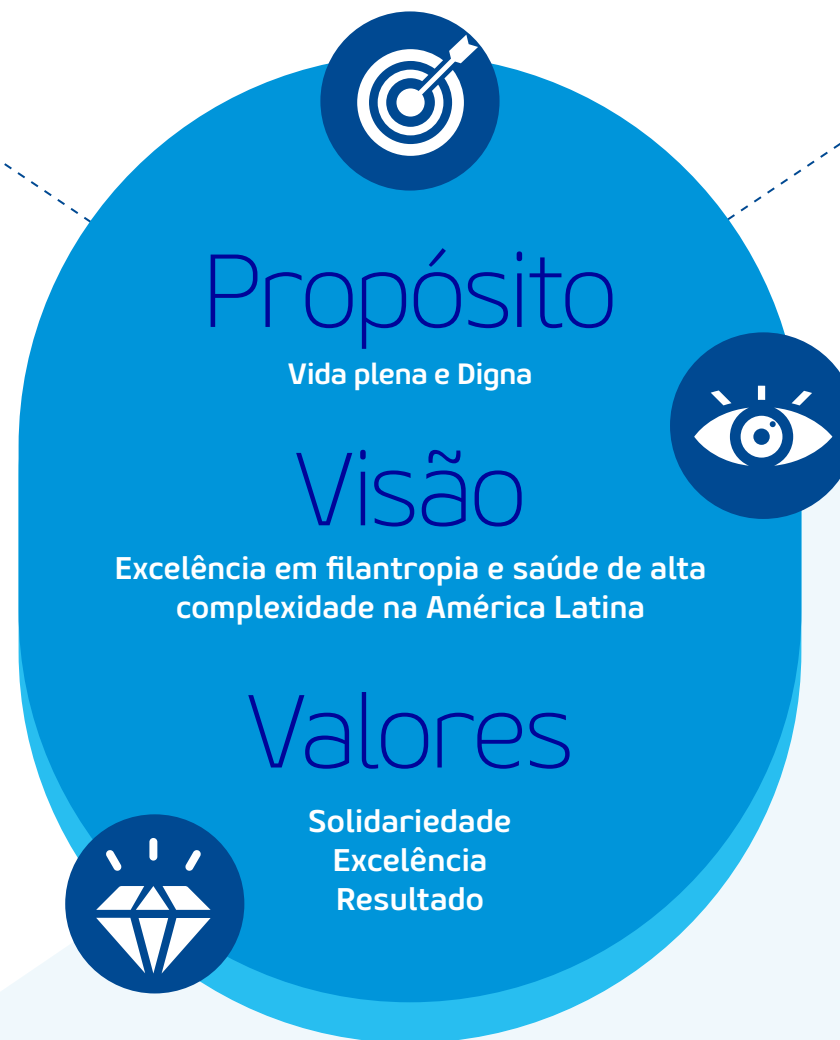 Propósito
Vida plena e Digna
Visão
Excelência em filantropia e saúde de alta
complexidade na América Latina
Valores
Solidariedade
Excelência
Resultado